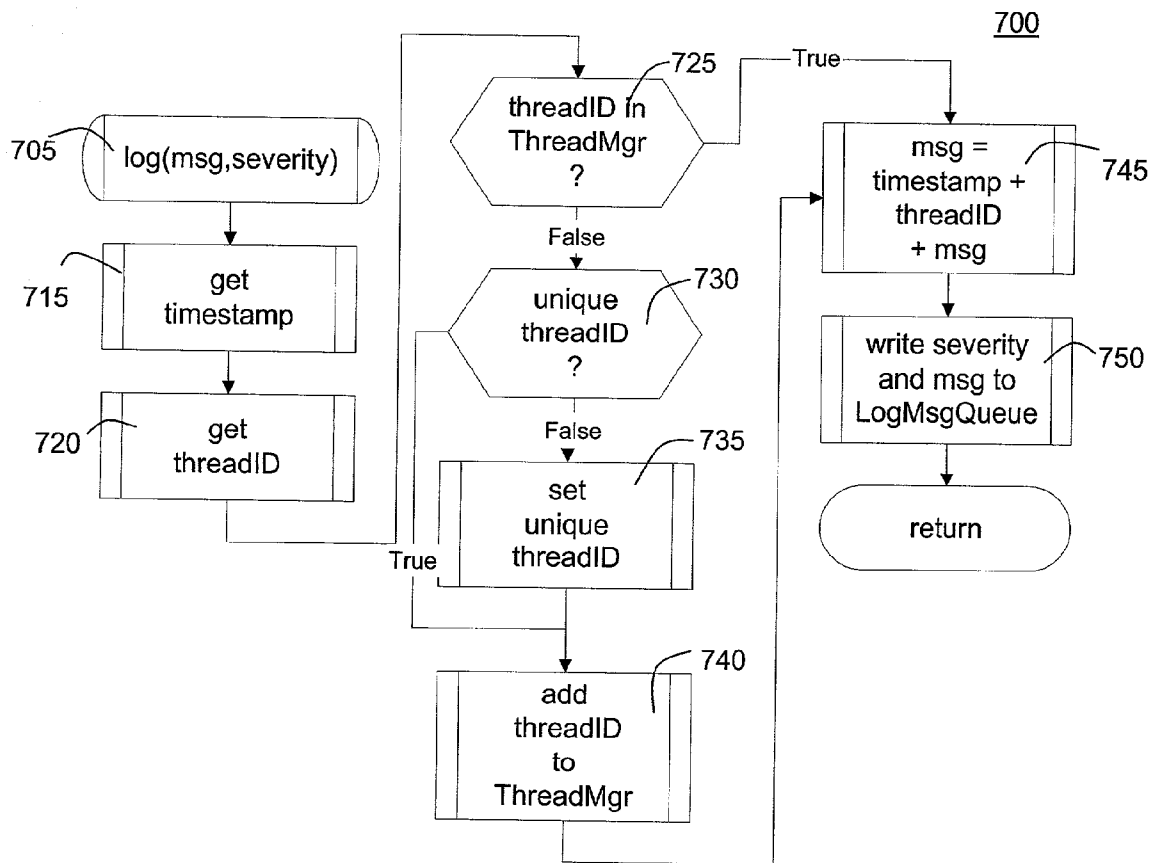 700
705
log(msg,severity)
715
get
timestamp
720
get
threadID
725
threadID in
ThreadMgr
?
True
False
730
unique
threadID
?
False
True
735
set
unique
threadID
740
add
threadID
to
ThreadMgr
745
msg =
timestamp +
threadID
+ msg
750
write severity
and msg to
LogMsgQueue
return